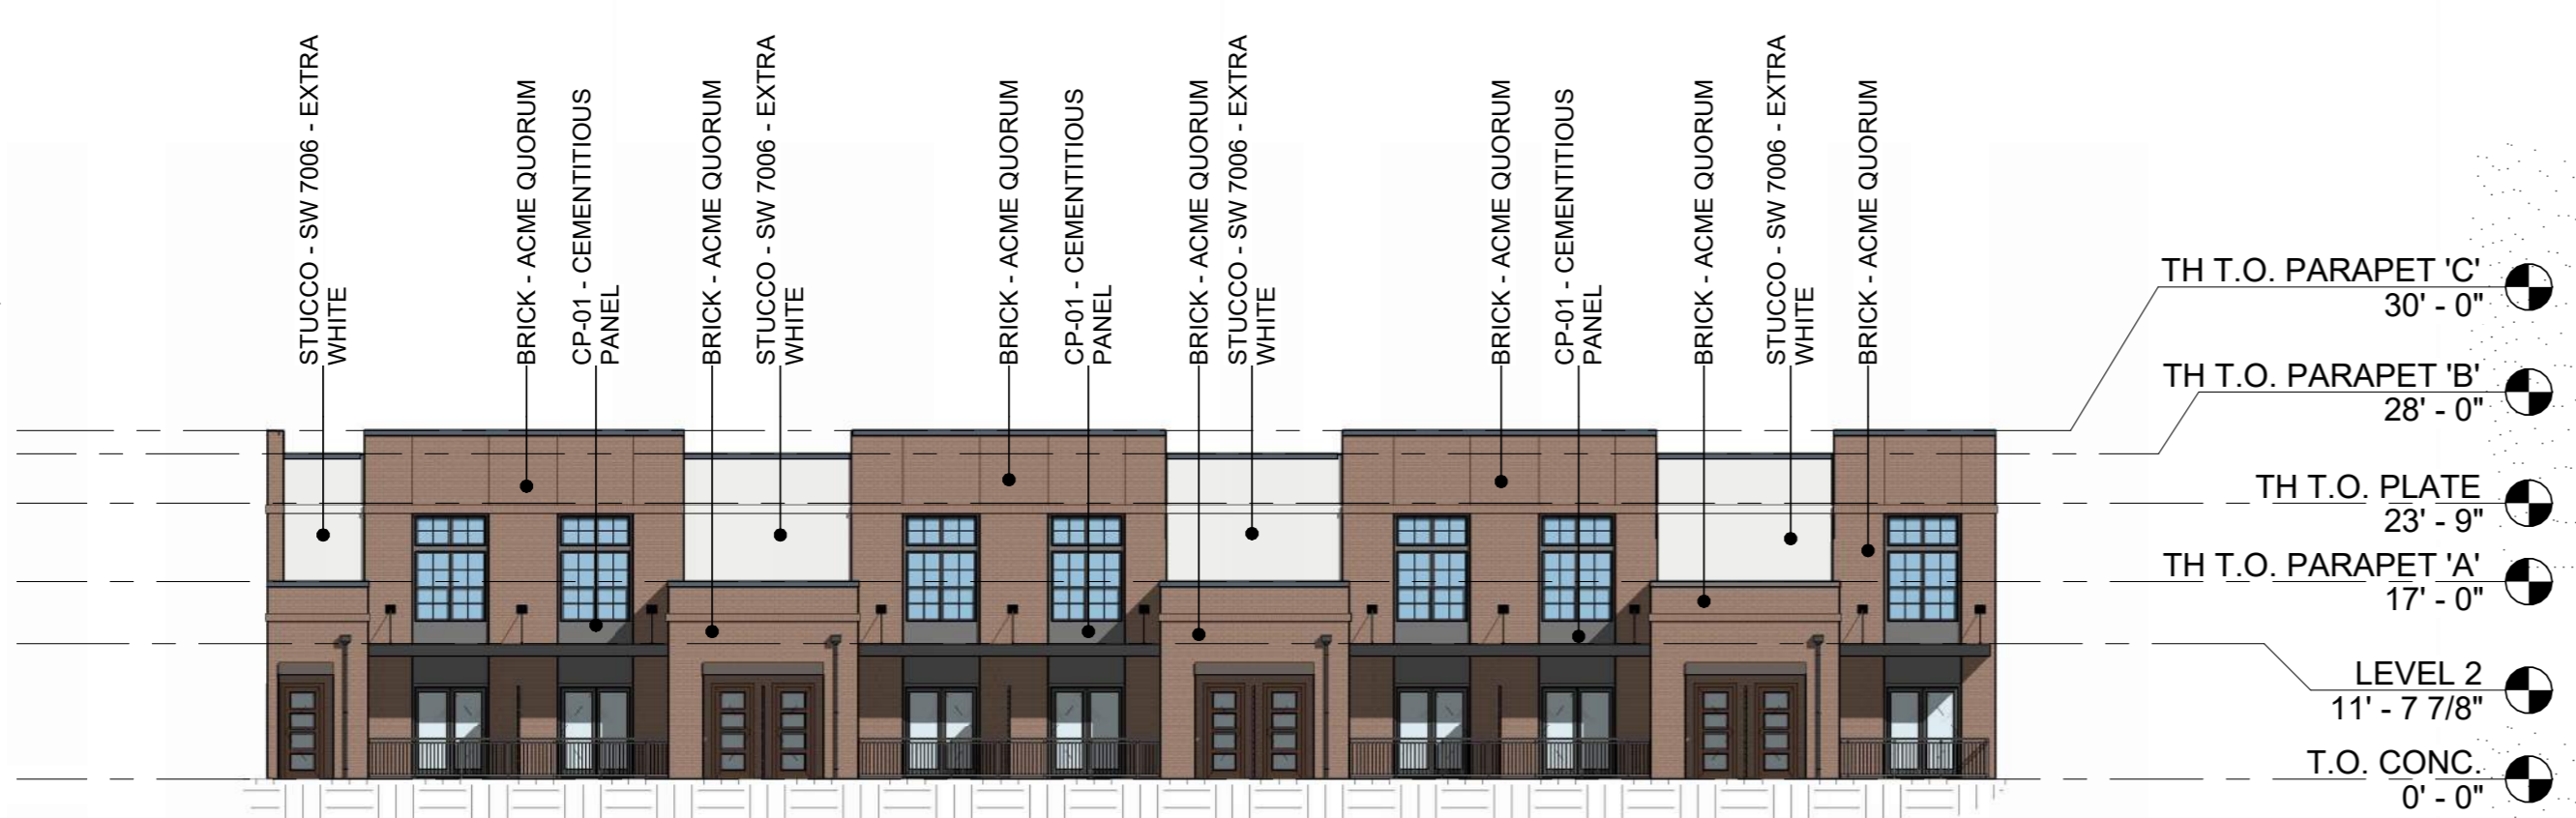 STUCCO - SW 7006 - EXTRA
WHITE
BRICK - ACME QUORUM
CP-01 - CEMENTITIOUS
PANEL
BRICK - ACME QUORUM
STUCCO - SW 7006 - EXTRA
WHITE
BRICK - ACME QUORUM
CP-01 - CEMENTITIOUS
PANEL
BRICK - ACME QUORUM
STUCCO - SW 7006 - EXTRA
WHITE
BRICK - ACME QUORUM
CP-01 - CEMENTITIOUS
PANEL
BRICK - ACME QUORUM
STUCCO - SW 7006 - EXTRA
WHITE
BRICK - ACME QUORUM
TH T.O. PARAPET 'C'
30' - 0"
TH T.O. PARAPET 'B'
28' - 0"
TH T.O. PLATE
23' - 9"
TH T.O. PARAPET 'A'
17' - 0"
LEVEL 2
11' - 7 7/8"
T.O. CONC.
0' - 0"